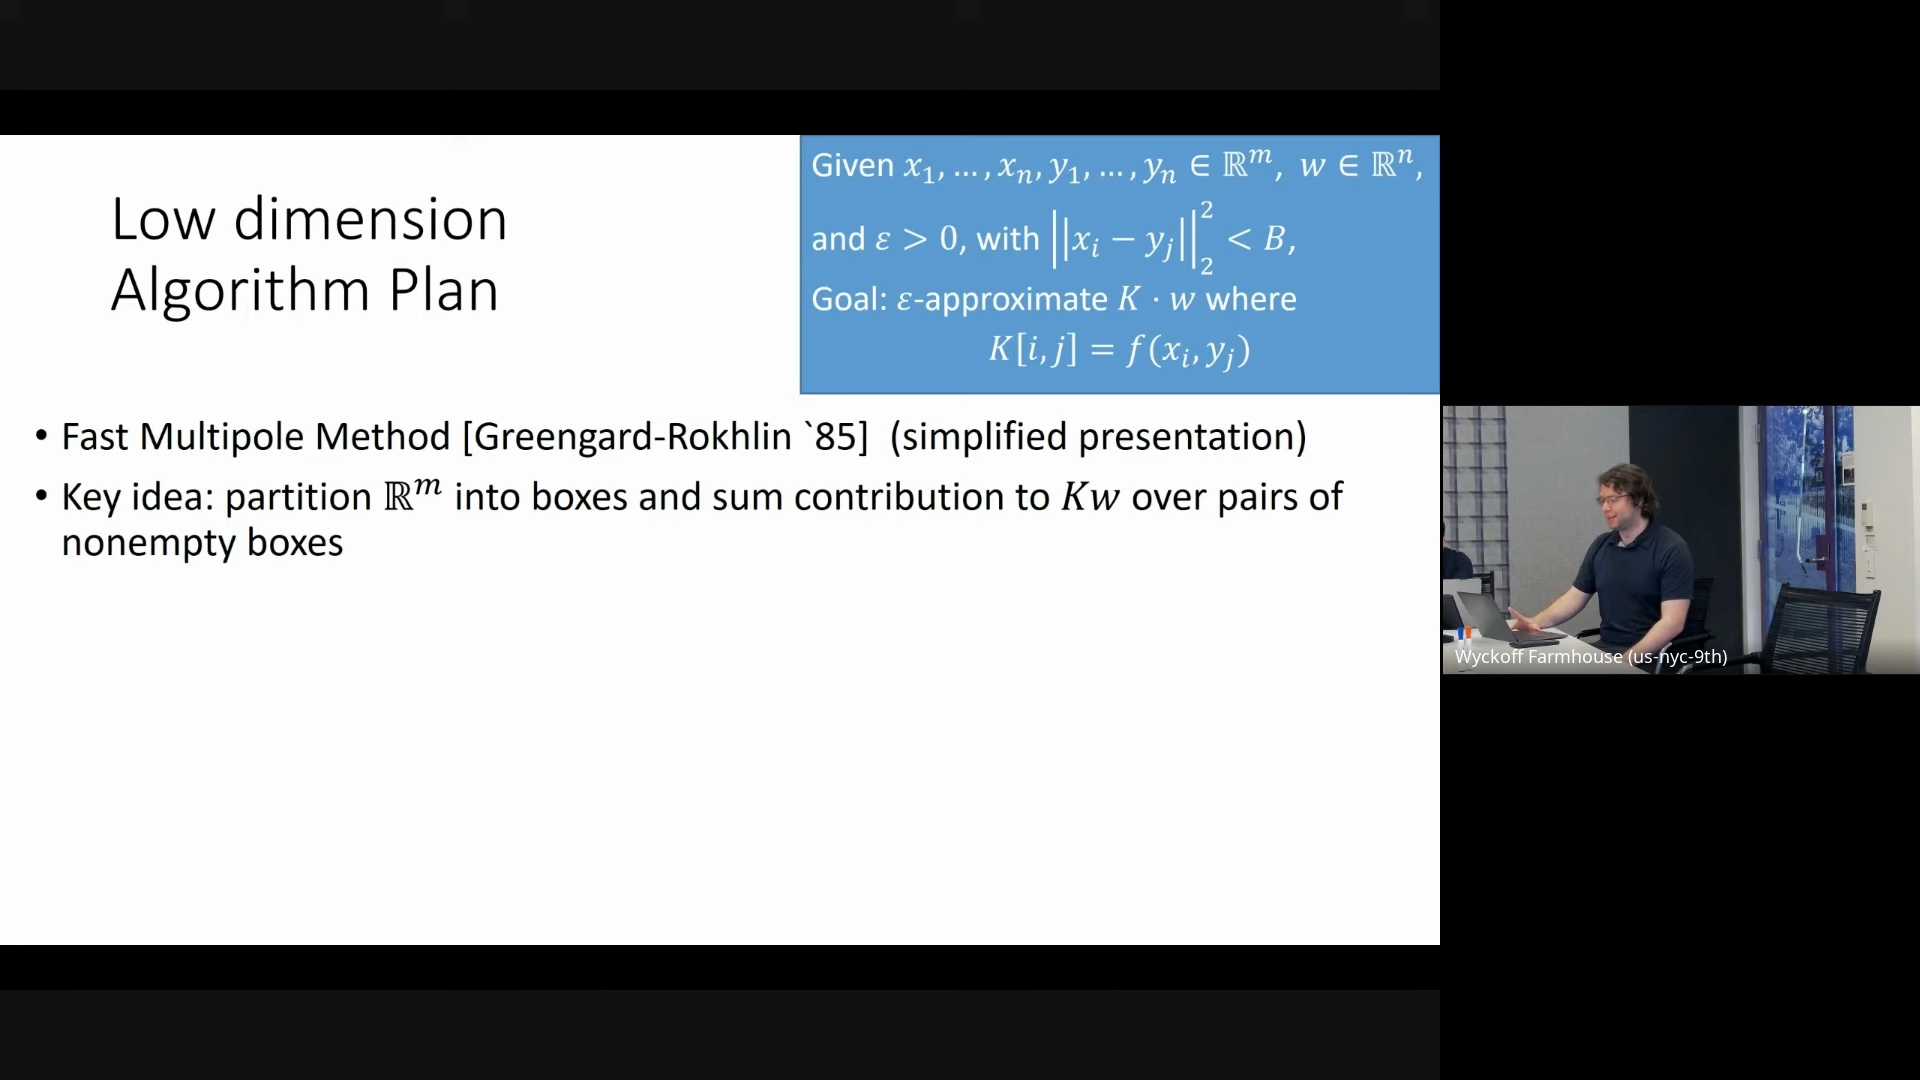 Low dimension
Algorithm Plan
Given x₁, … , xₙ, y₁, … , yₙ ∈ ℝᵐ, w ∈ ℝⁿ,
and ε > 0, with ||xᵢ − yⱼ||₂² < B,
Goal: ε-approximate K · w where
K[i, j] = f(xᵢ, yⱼ)
• Fast Multipole Method [Greengard-Rokhlin `85] (simplified presentation)
• Key idea: partition ℝᵐ into boxes and sum contribution to Kw over pairs of
nonempty boxes
Wyckoff Farmhouse (us-nyc-9th)